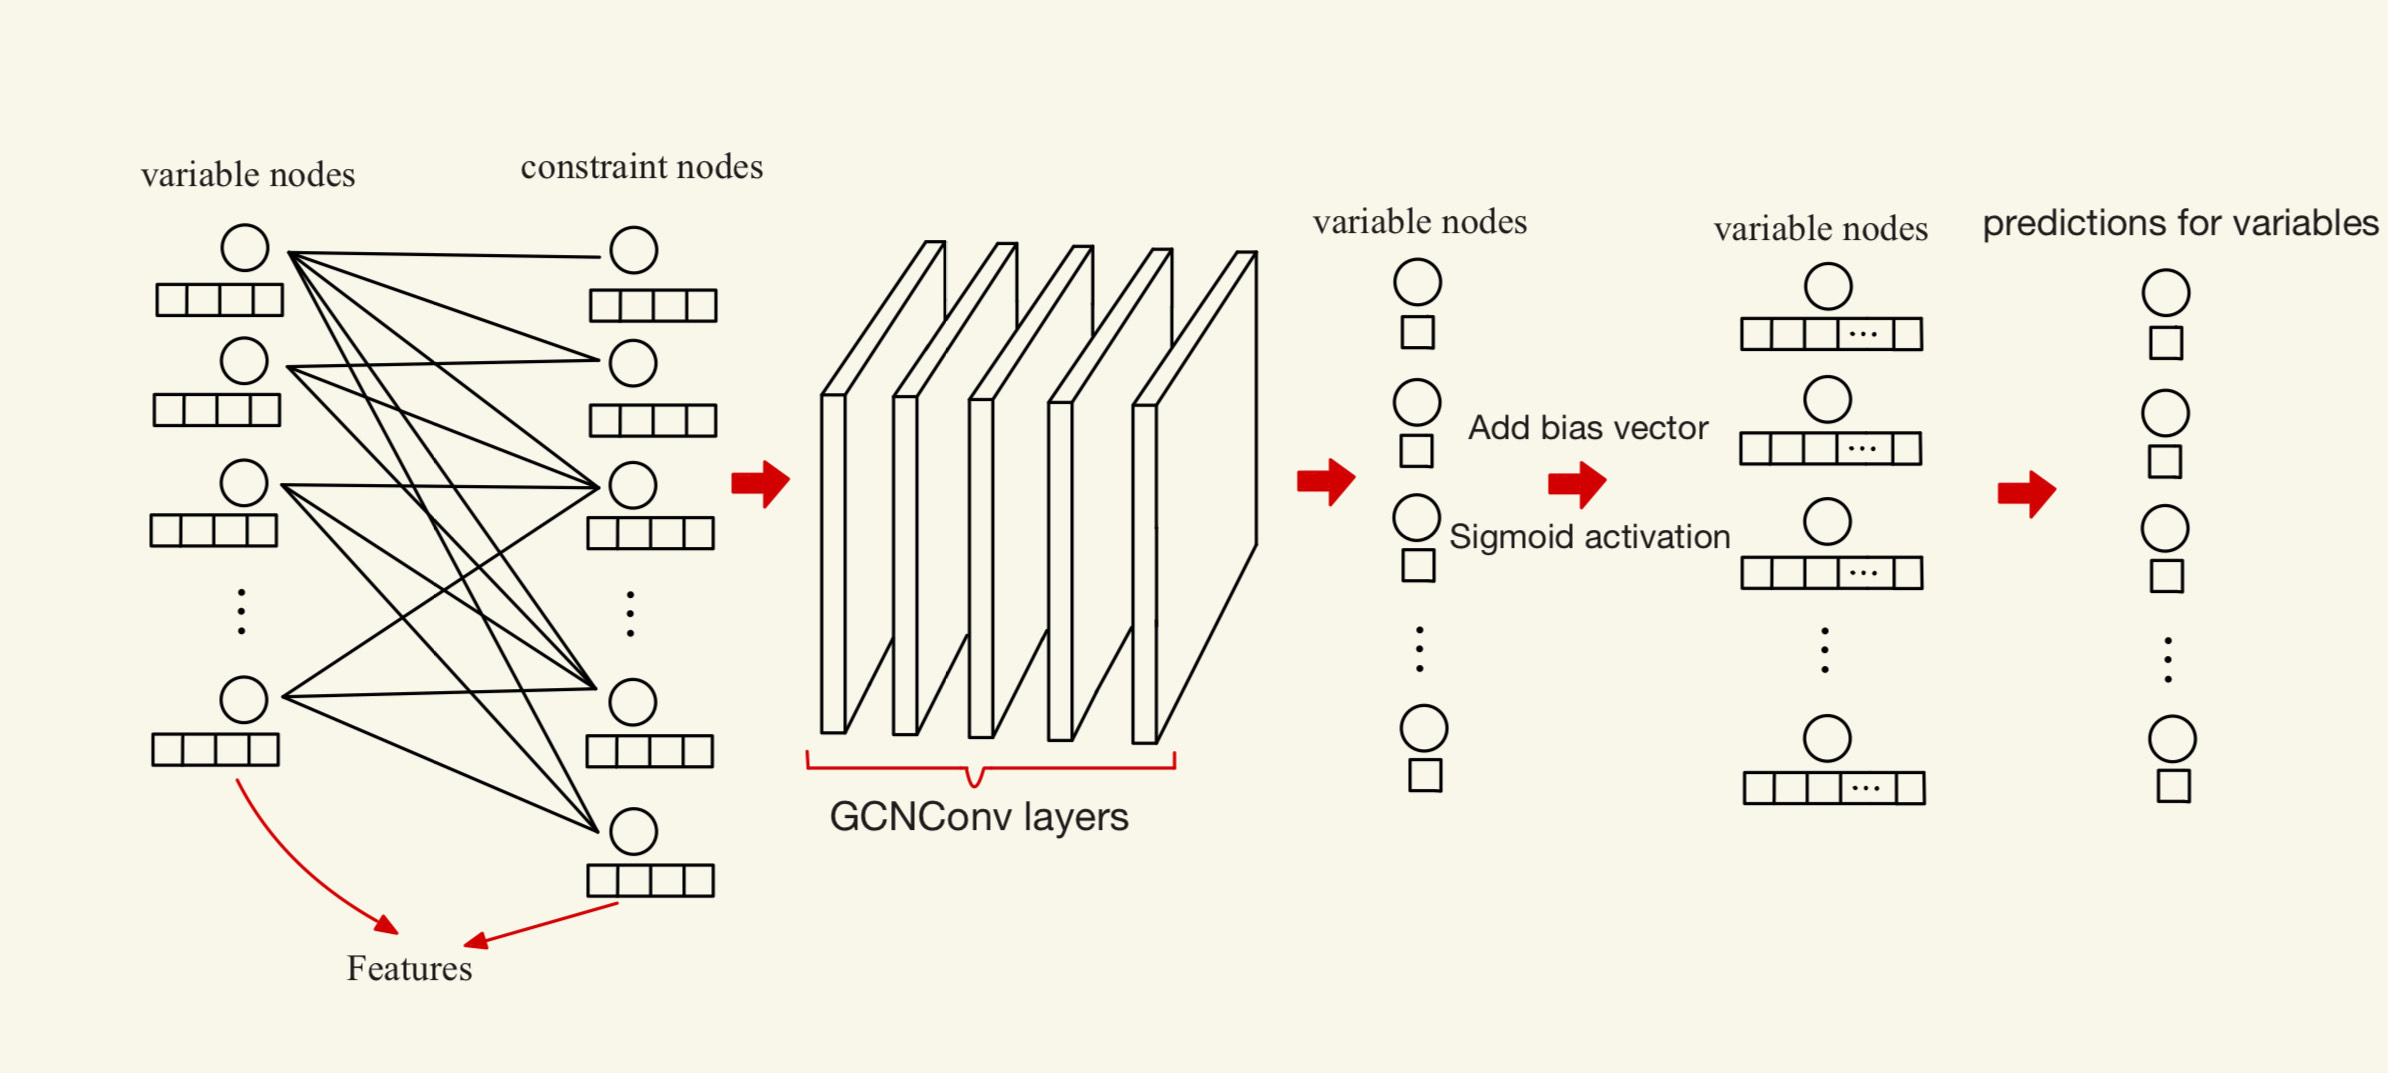 variable nodes
constraint nodes
variable nodes
variable nodes
predictions for variables
Add bias vector
Sigmoid activation
GCNConv layers
Features